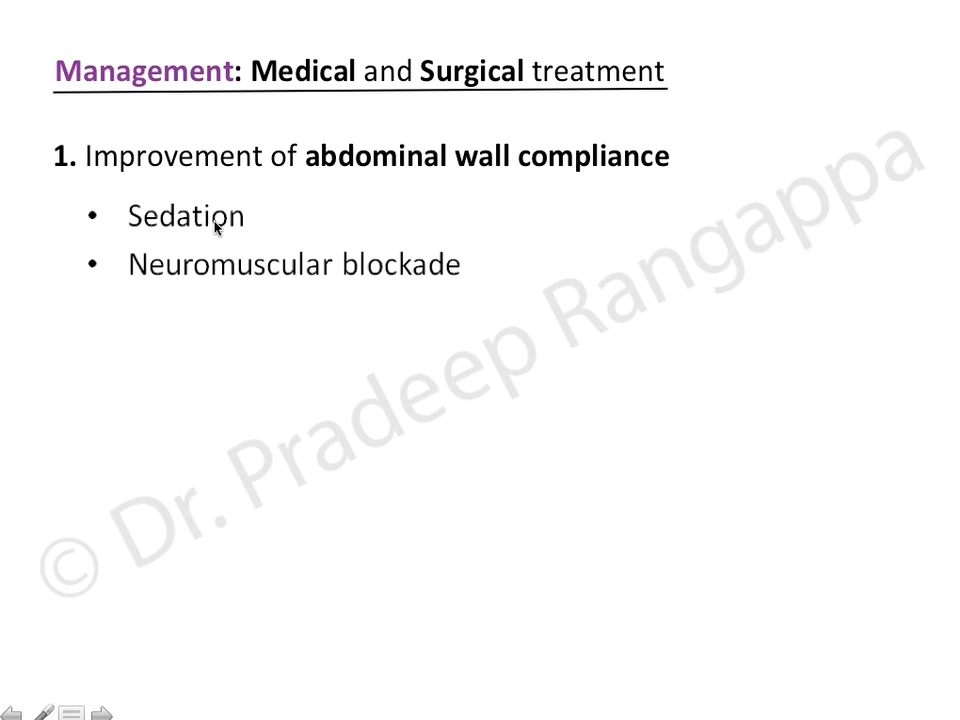 Management: Medical and Surgical treatment
1. Improvement of abdominal wall compliance
• Sedation
• Neuromuscular blockade
© Dr. Pradeep Rangappa